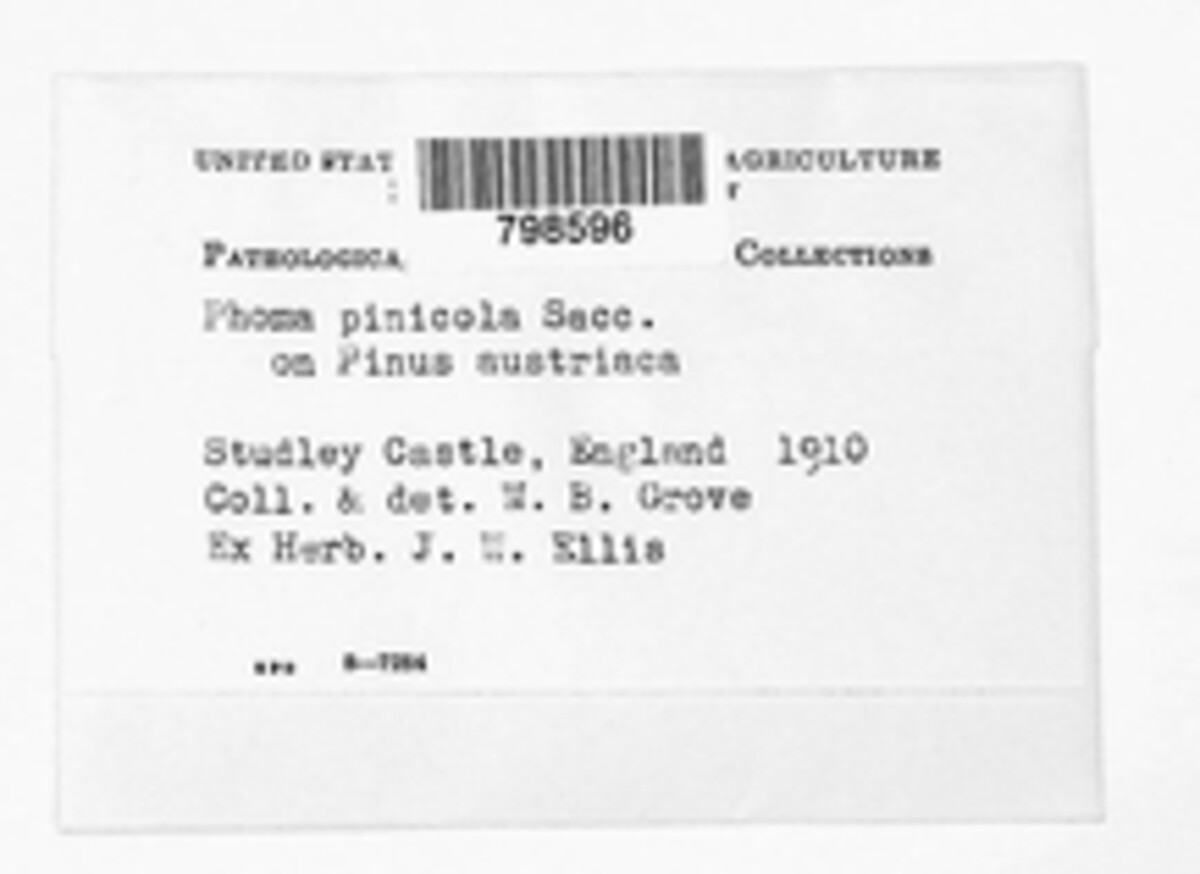 UNITED STAT AGRICULTURE
798596
PATHOLOGICA COLLECTIONS
Phoma pinicola Sacc.
on Pinus austriaca
Studley Castle, England 1910
Coll. & det. W. B. Grove
Ex Herb. J. W. Ellis
GPO